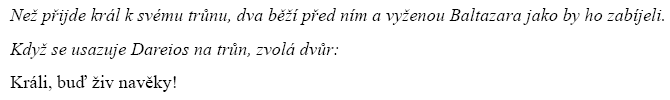 Než přijde král k svému trůnu, dva běží před ním a vyženou Baltazara jako by ho zabíjeli.
Když se usazuje Dareios na trůn, zvolá dvůr:
Králi, buď živ navěky!